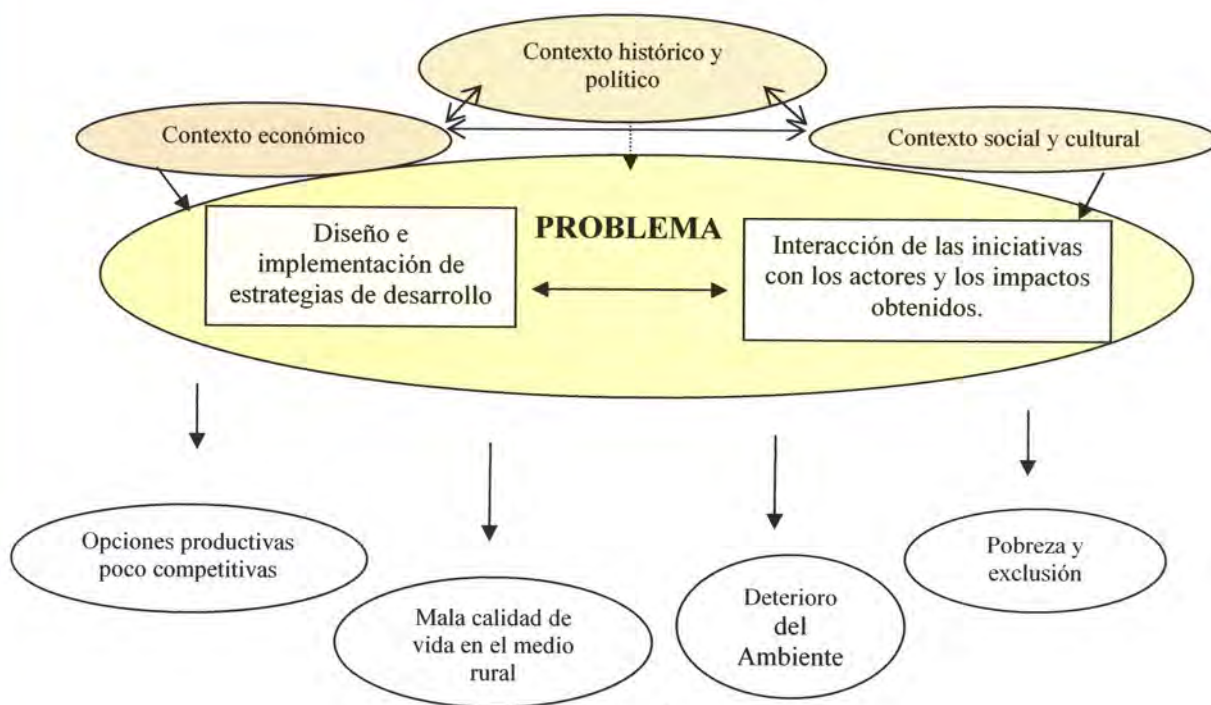 Contexto histórico y
político
Contexto económico
Contexto social y cultural
PROBLEMA
Diseño e
implementación de
estrategias de desarrollo
Interacción de las iniciativas
con los actores y los impactos
obtenidos.
Opciones productivas
poco competitivas
Mala calidad de
vida en el medio
rural
Deterioro
del
Ambiente
Pobreza y
exclusión